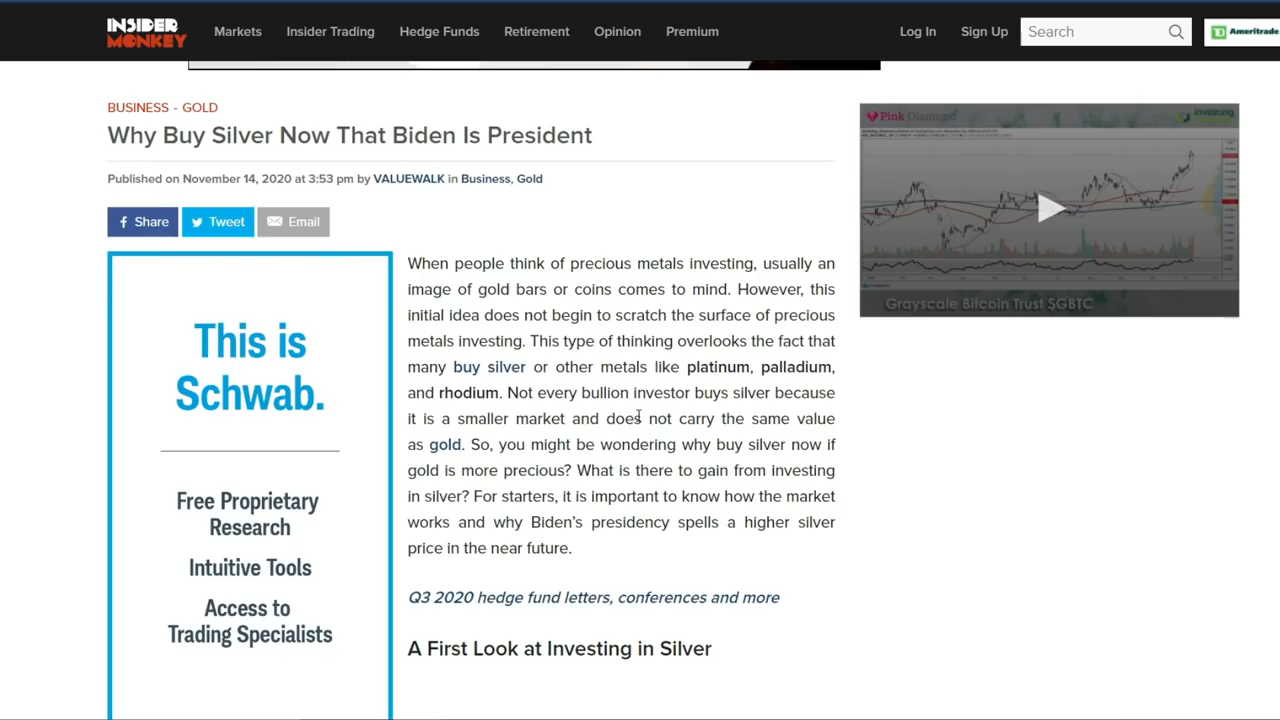 INSIDER
MONKEY
Markets Insider Trading Hedge Funds Retirement Opinion Premium Log In Sign Up Search TD Ameritrade
BUSINESS - GOLD
Why Buy Silver Now That Biden Is President
Published on November 14, 2020 at 3:53 pm by VALUEWALK in Business, Gold
Share Tweet Email
This is
Schwab.
Free Proprietary
Research
Intuitive Tools
Access to
Trading Specialists
When people think of precious metals investing, usually an
image of gold bars or coins comes to mind. However, this
initial idea does not begin to scratch the surface of precious
metals investing. This type of thinking overlooks the fact that
many buy silver or other metals like platinum, palladium,
and rhodium. Not every bullion investor buys silver because
it is a smaller market and does not carry the same value
as gold. So, you might be wondering why buy silver now if
gold is more precious? What is there to gain from investing
in silver? For starters, it is important to know how the market
works and why Biden's presidency spells a higher silver
price in the near future.
Q3 2020 hedge fund letters, conferences and more
A First Look at Investing in Silver
Pink Diamond
investing
Grayscale Bitcoin Trust $GBTC